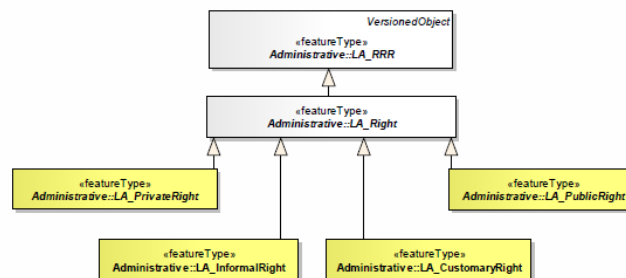 VersionedObject
«featureType»
Administrative::LA_RRR
«featureType»
Administrative::LA_Right
«featureType»
Administrative::LA_PrivateRight
«featureType»
Administrative::LA_PublicRight
«featureType»
Administrative::LA_InformalRight
«featureType»
Administrative::LA_CustomaryRight